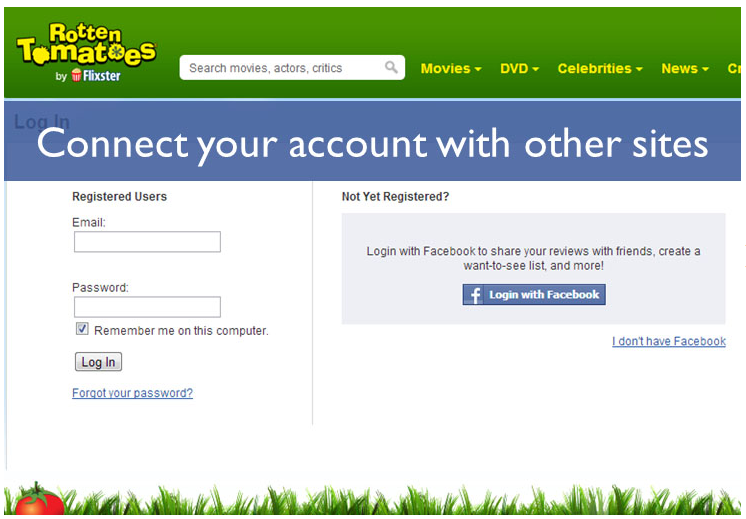 Rotten
Tomatoes
by Flixster
Search movies, actors, critics
Movies
DVD
Celebrities
News
Cr
Log In
Connect your account with other sites
Registered Users
Email:
Password:
Remember me on this computer.
Log In
Forgot your password?
Not Yet Registered?
Login with Facebook to share your reviews with friends, create a
want-to-see list, and more!
f Login with Facebook
I don't have Facebook